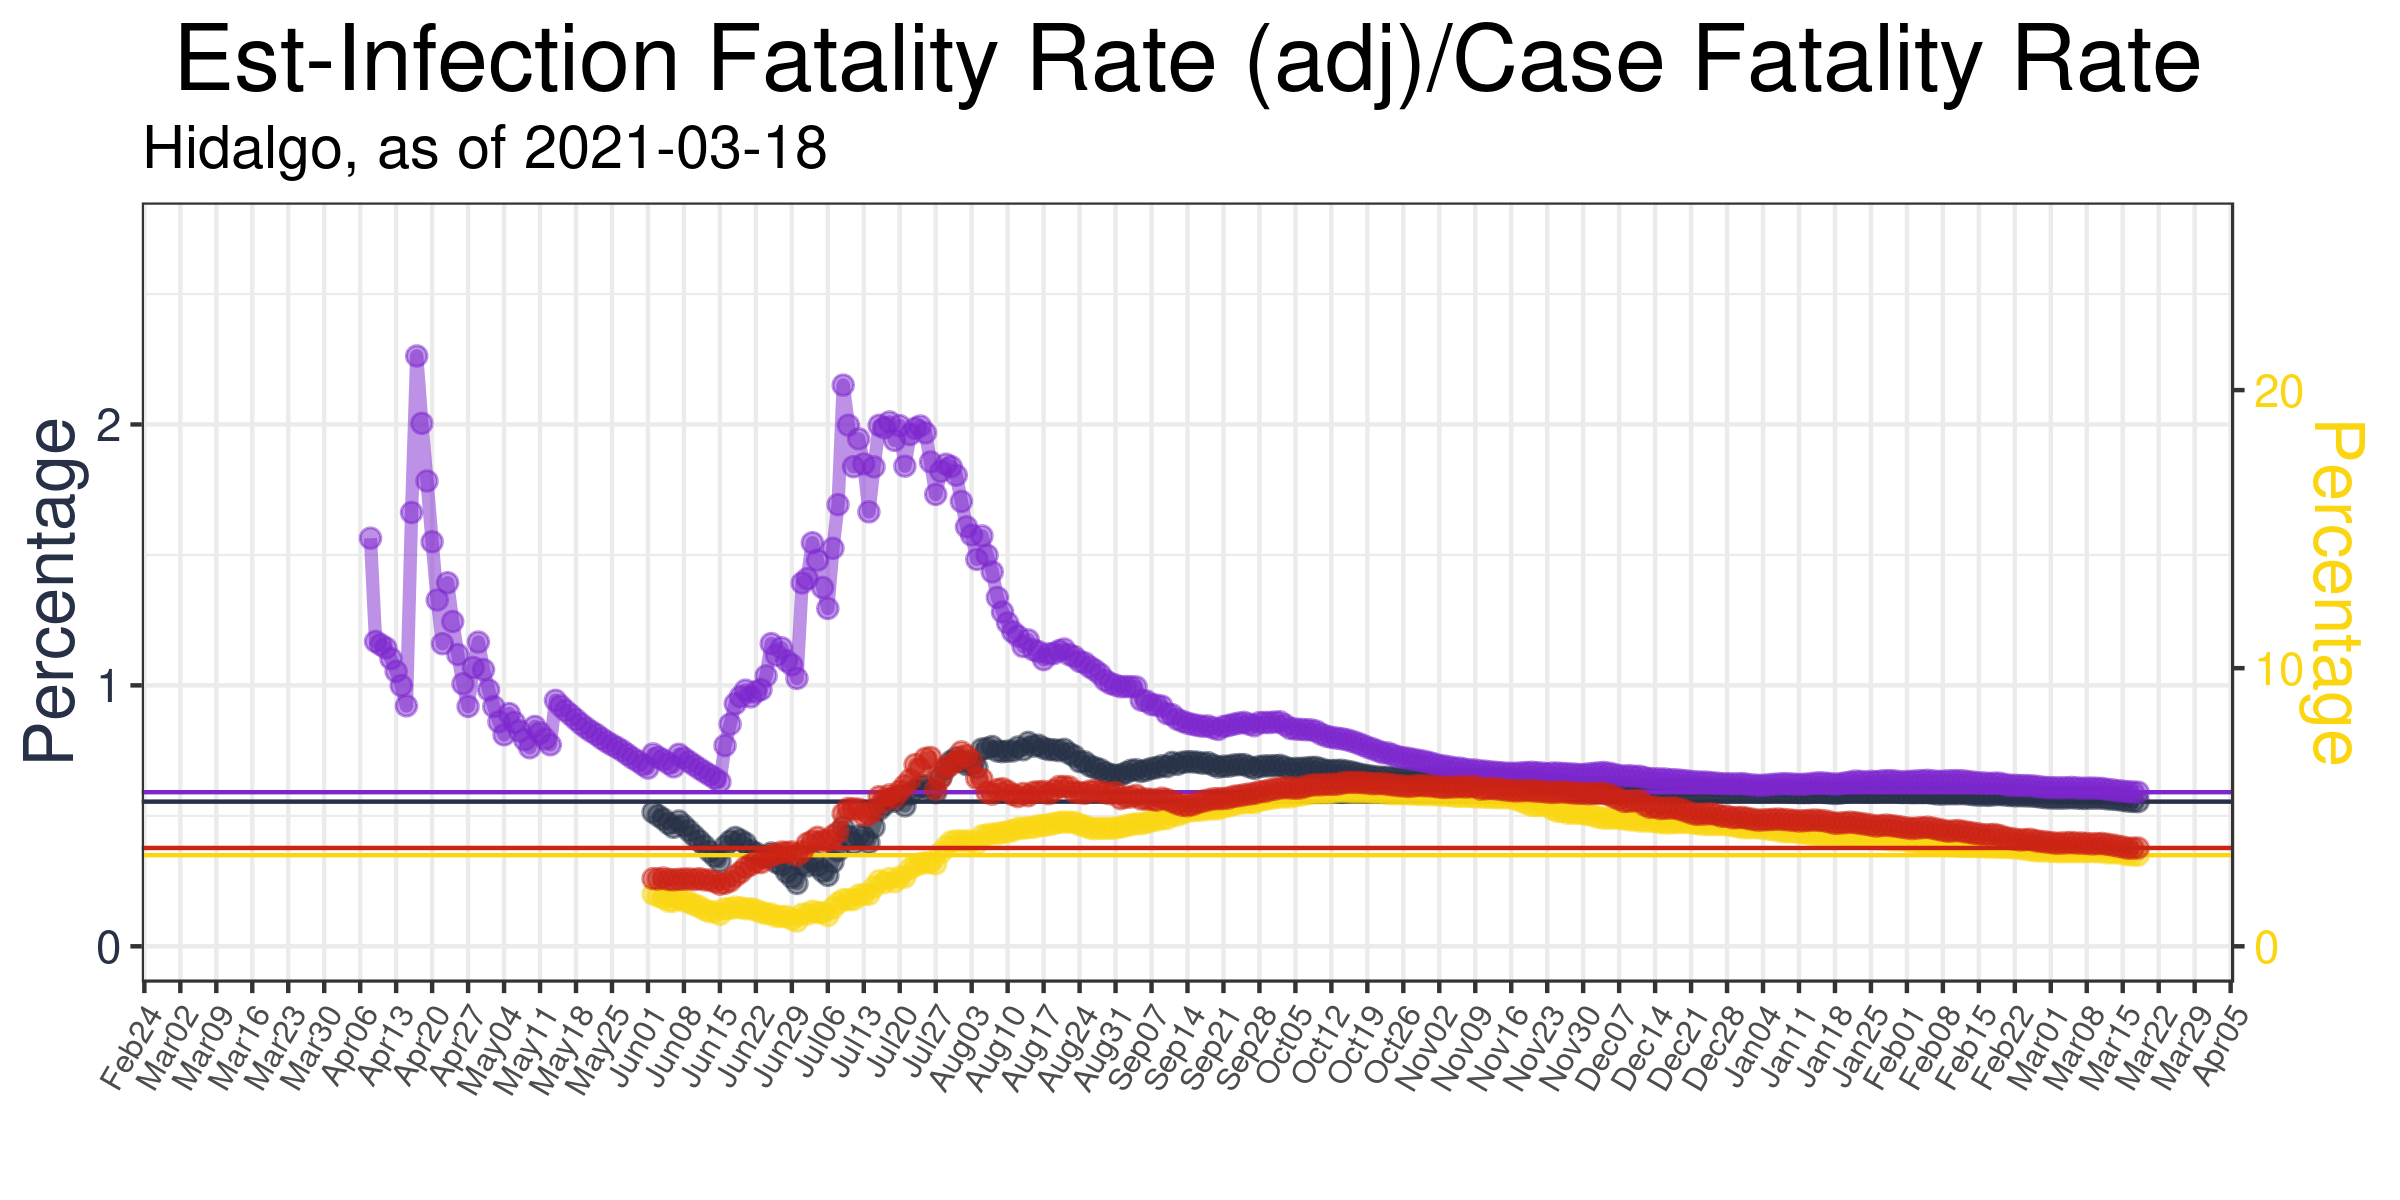 Est-Infection Fatality Rate (adj)/Case Fatality Rate
Hidalgo, as of 2021-03-18
Percentage
2
1
0
20
10
0
Percentage
Feb24
Mar02
Mar09
Mar16
Mar23
Mar30
Apr06
Apr13
Apr20
Apr27
May04
May11
May18
May25
Jun01
Jun08
Jun15
Jun22
Jun29
Jul06
Jul13
Jul20
Jul27
Aug03
Aug10
Aug17
Aug24
Aug31
Sep07
Sep14
Sep21
Sep28
Oct05
Oct12
Oct19
Oct26
Nov02
Nov09
Nov16
Nov23
Nov30
Dec07
Dec14
Dec21
Dec28
Jan04
Jan11
Jan18
Jan25
Feb01
Feb08
Feb15
Feb22
Mar01
Mar08
Mar15
Mar22
Mar29
Apr05